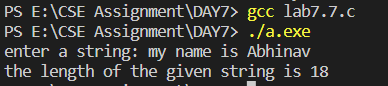 PS E:\CSE Assignment\DAY7> gcc lab7.7.c
PS E:\CSE Assignment\DAY7> ./a.exe
enter a string: my name is Abhinav
the length of the given string is 18